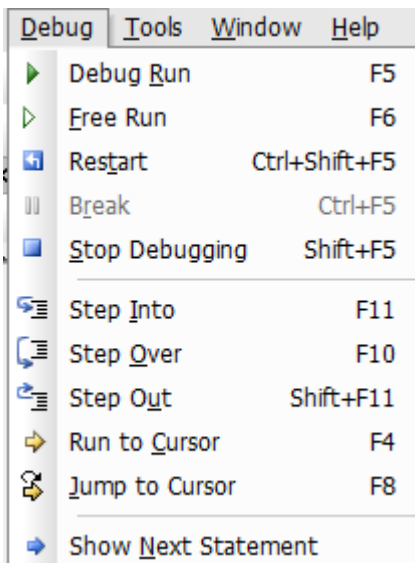 Debug Tools Window Help
Debug Run F5
Free Run F6
Restart Ctrl+Shift+F5
Break Ctrl+F5
Stop Debugging Shift+F5
Step Into F11
Step Over F10
Step Out Shift+F11
Run to Cursor F4
Jump to Cursor F8
Show Next Statement